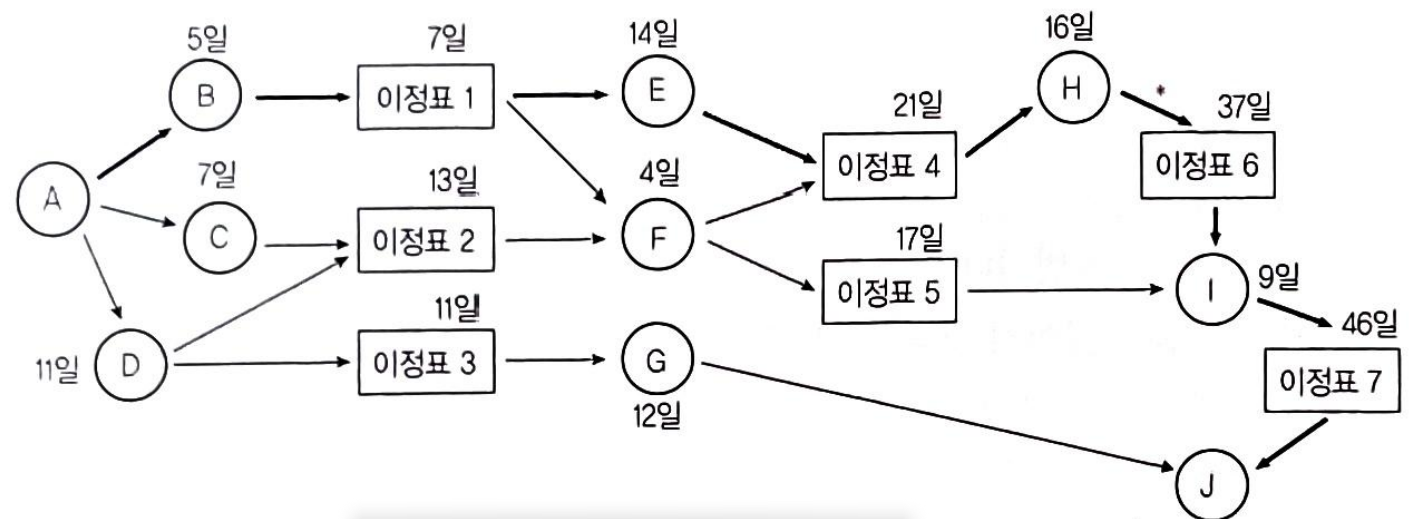 5일
7일
14일
16일
B
이정표 1
E
H
21일
37일
이정표 4
이정표 6
A
7일
13일
4일
C
이정표 2
F
17일
이정표 5
I
9일
11일
46일
11일
D
이정표 3
G
이정표 7
12일
J